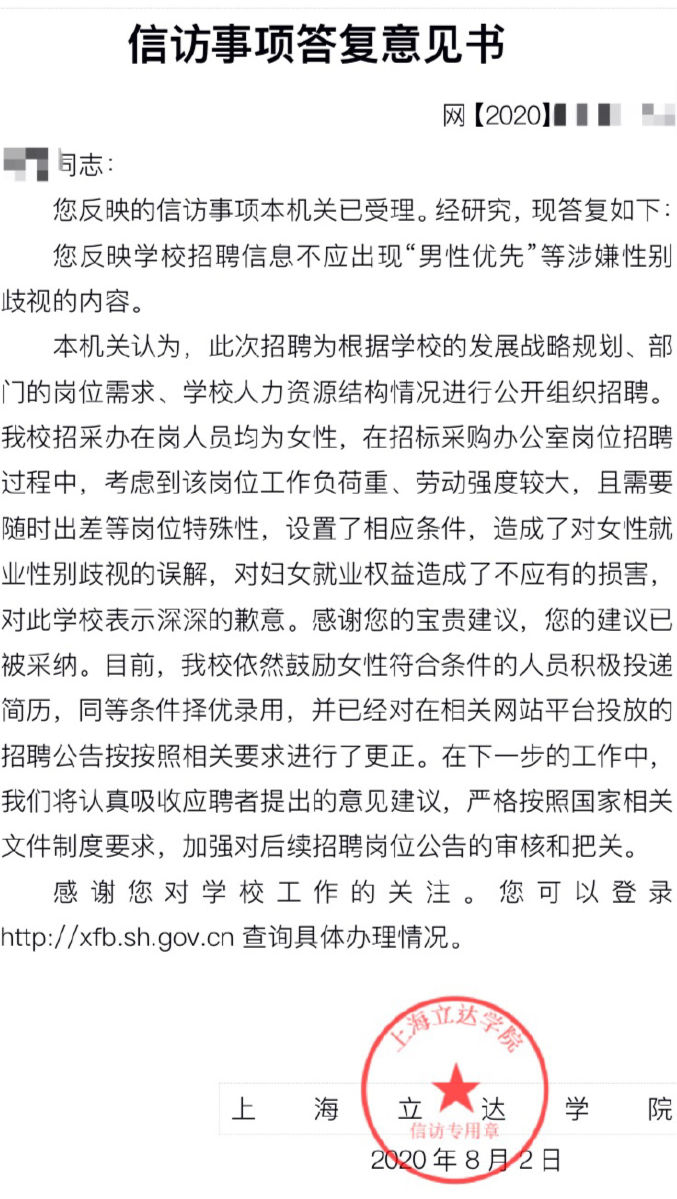 信访事项答复意见书
网【2020】
同志：
您反映的信访事项本机关已受理。经研究，现答复如下：
您反映学校招聘信息不应出现“男性优先”等涉嫌性别
歧视的内容。
本机关认为，此次招聘为根据学校的发展战略规划、部
门的岗位需求、学校人力资源结构情况进行公开组织招聘。
我校招采办在岗人员均为女性，在招标采购办公室岗位招聘
过程中，考虑到该岗位工作负荷重、劳动强度较大，且需要
随时出差等岗位特殊性，设置了相应条件，造成了对女性就
业性别歧视的误解，对妇女就业权益造成了不应有的损害，
对此学校表示深深的歉意。感谢您的宝贵建议，您的建议已
被采纳。目前，我校依然鼓励女性符合条件的人员积极投递
简历，同等条件择优录用，并已经对在相关网站平台投放的
招聘公告按按照相关要求进行了更正。在下一步的工作中，
我们将认真吸收应聘者提出的意见建议，严格按照国家相关
文件制度要求，加强对后续招聘岗位公告的审核和把关。
感谢您对学校工作的关注。您可以登录
http://xfb.sh.gov.cn 查询具体办理情况。
上海立达学院
上海立达学院
信访专用章
2020年8月2日